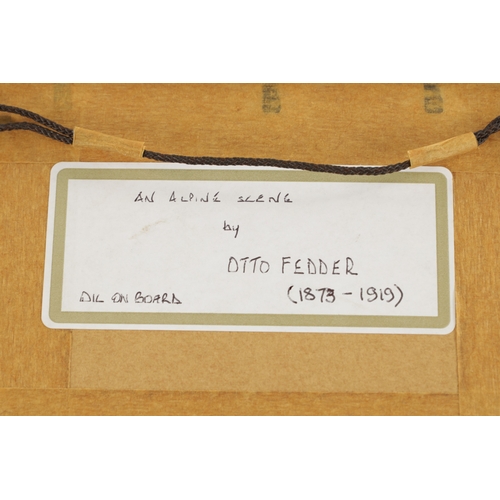 AN ALPINE SCENE
by
OTTO FEDDER
OIL ON BOARD
(1873-1919)